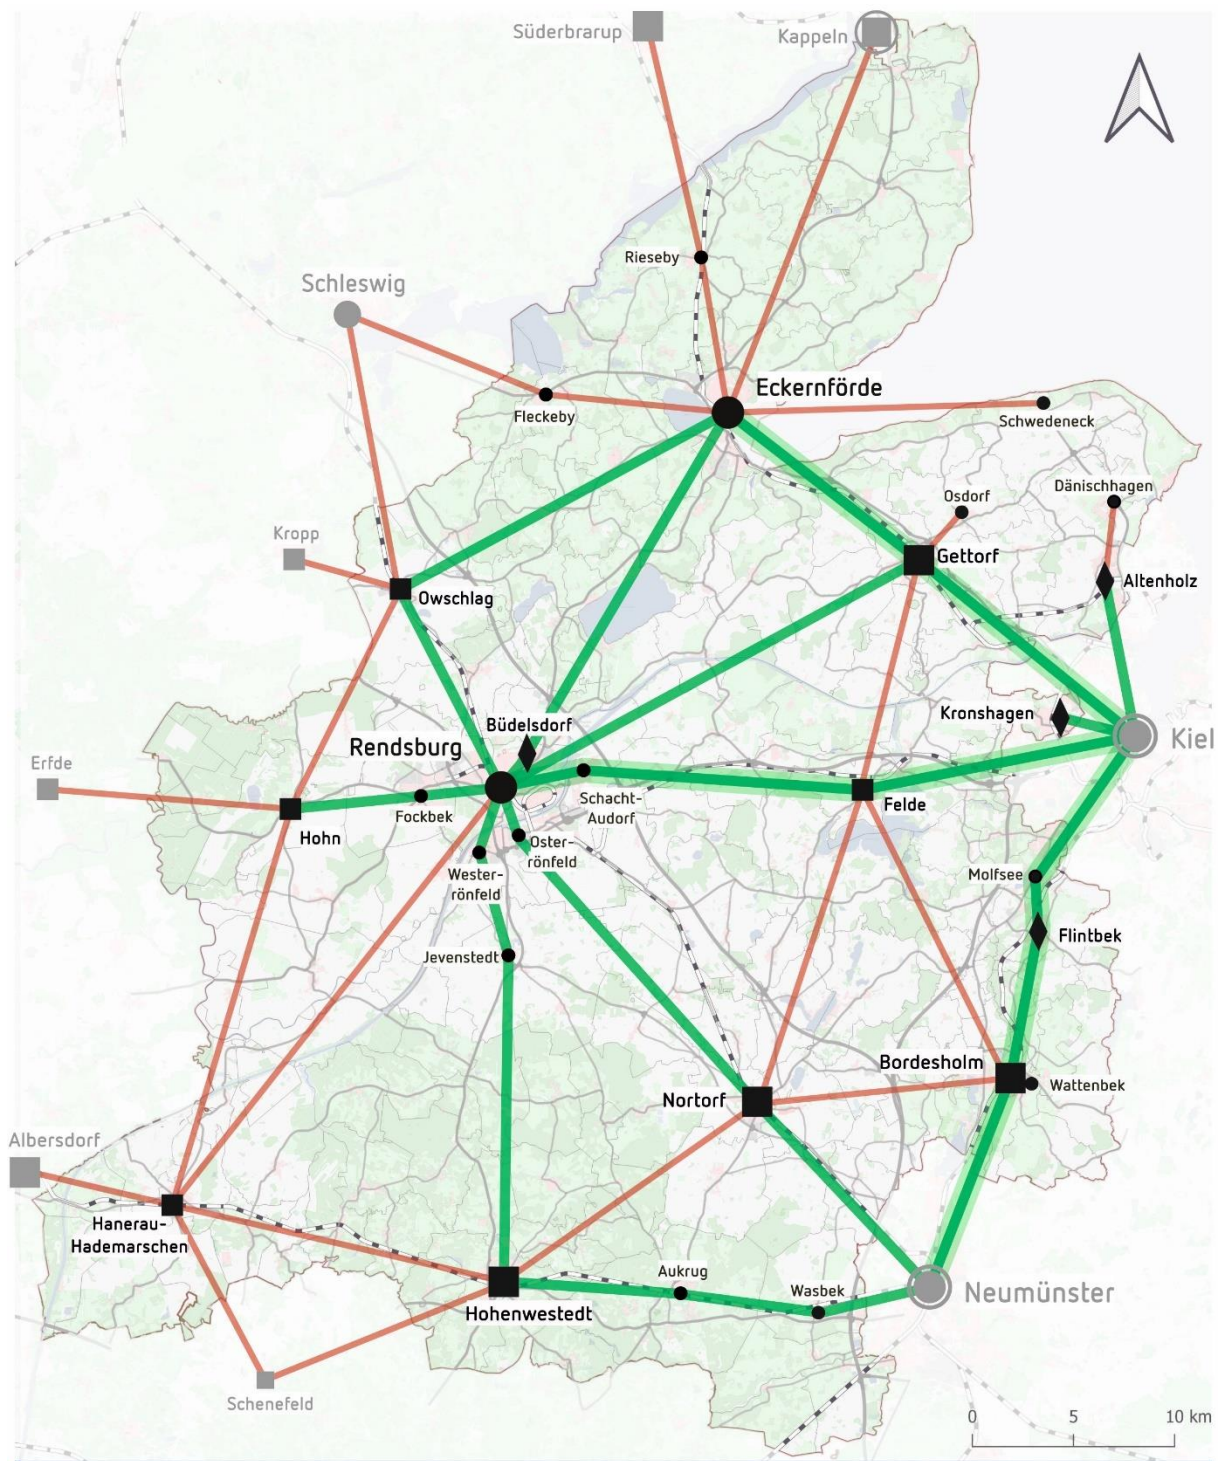 Süderbrarup
Kappeln
Rieseby
Schleswig
Eckernförde
Fleckeby
Schwedeneck
Dänischhagen
Osdorf
Kropp
Gettorf
Altenholz
Owschlag
Kronshagen
Büdelsdorf
Rendsburg
Kiel
Erfde
Schacht-
Audorf
Felde
Fockbek
Hohn
Oster-
rönfeld
Wester-
rönfeld
Molfsee
Flintbek
Jevenstedt
Bordesholm
Wattenbek
Nortorf
Albersdorf
Hanerau-
Hademarschen
Aukrug
Wasbek
Neumünster
Hohenwestedt
Schenefeld
0 5 10 km